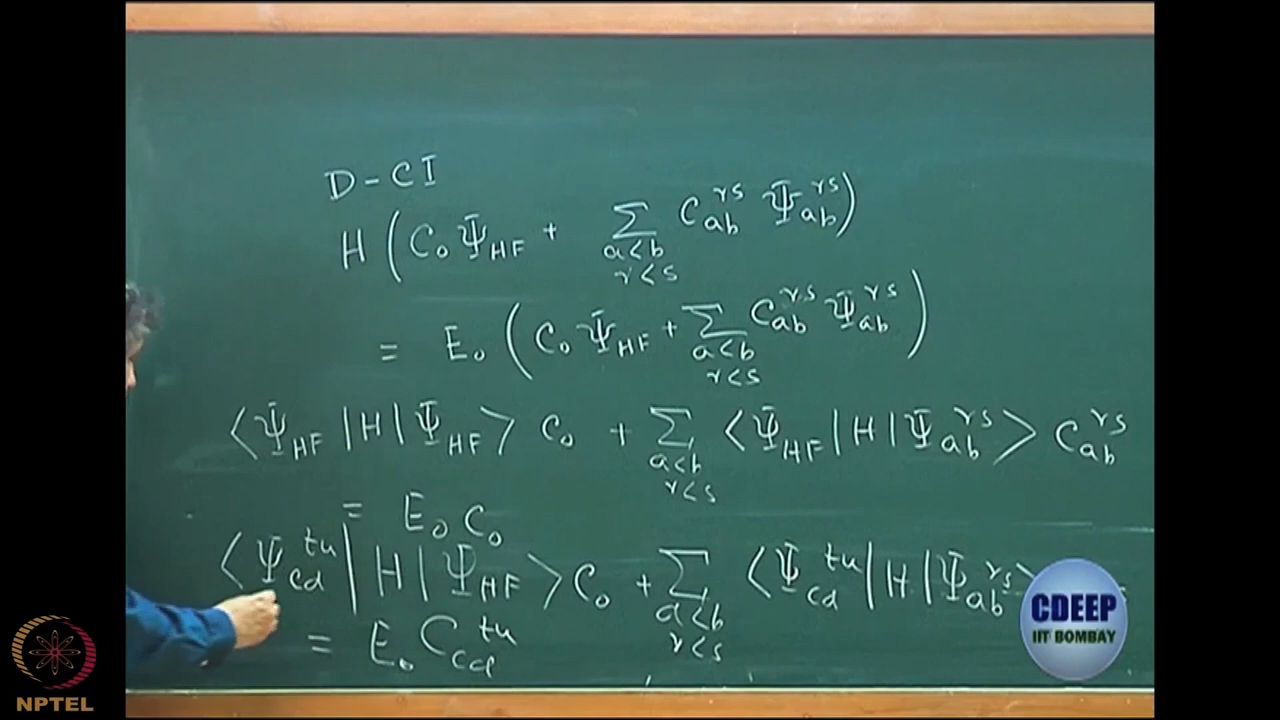 D-CI
H ( C₀ Ψ_HF + Σ_{a<b r<s} C_ab^rs Ψ_ab^rs )
= E₀ ( C₀ Ψ_HF + Σ_{a<b r<s} C_ab^rs Ψ_ab^rs )
⟨Ψ_HF | H | Ψ_HF⟩ C₀ + Σ_{a<b r<s} ⟨Ψ_HF | H | Ψ_ab^rs⟩ C_ab^rs
= E₀ C₀
⟨Ψ_cd^tu | H | Ψ_HF⟩ C₀ + Σ_{a<b r<s} ⟨Ψ_cd^tu | H | Ψ_ab^rs⟩
= E₀ C_cd^tu
CDEEP
IIT BOMBAY
NPTEL